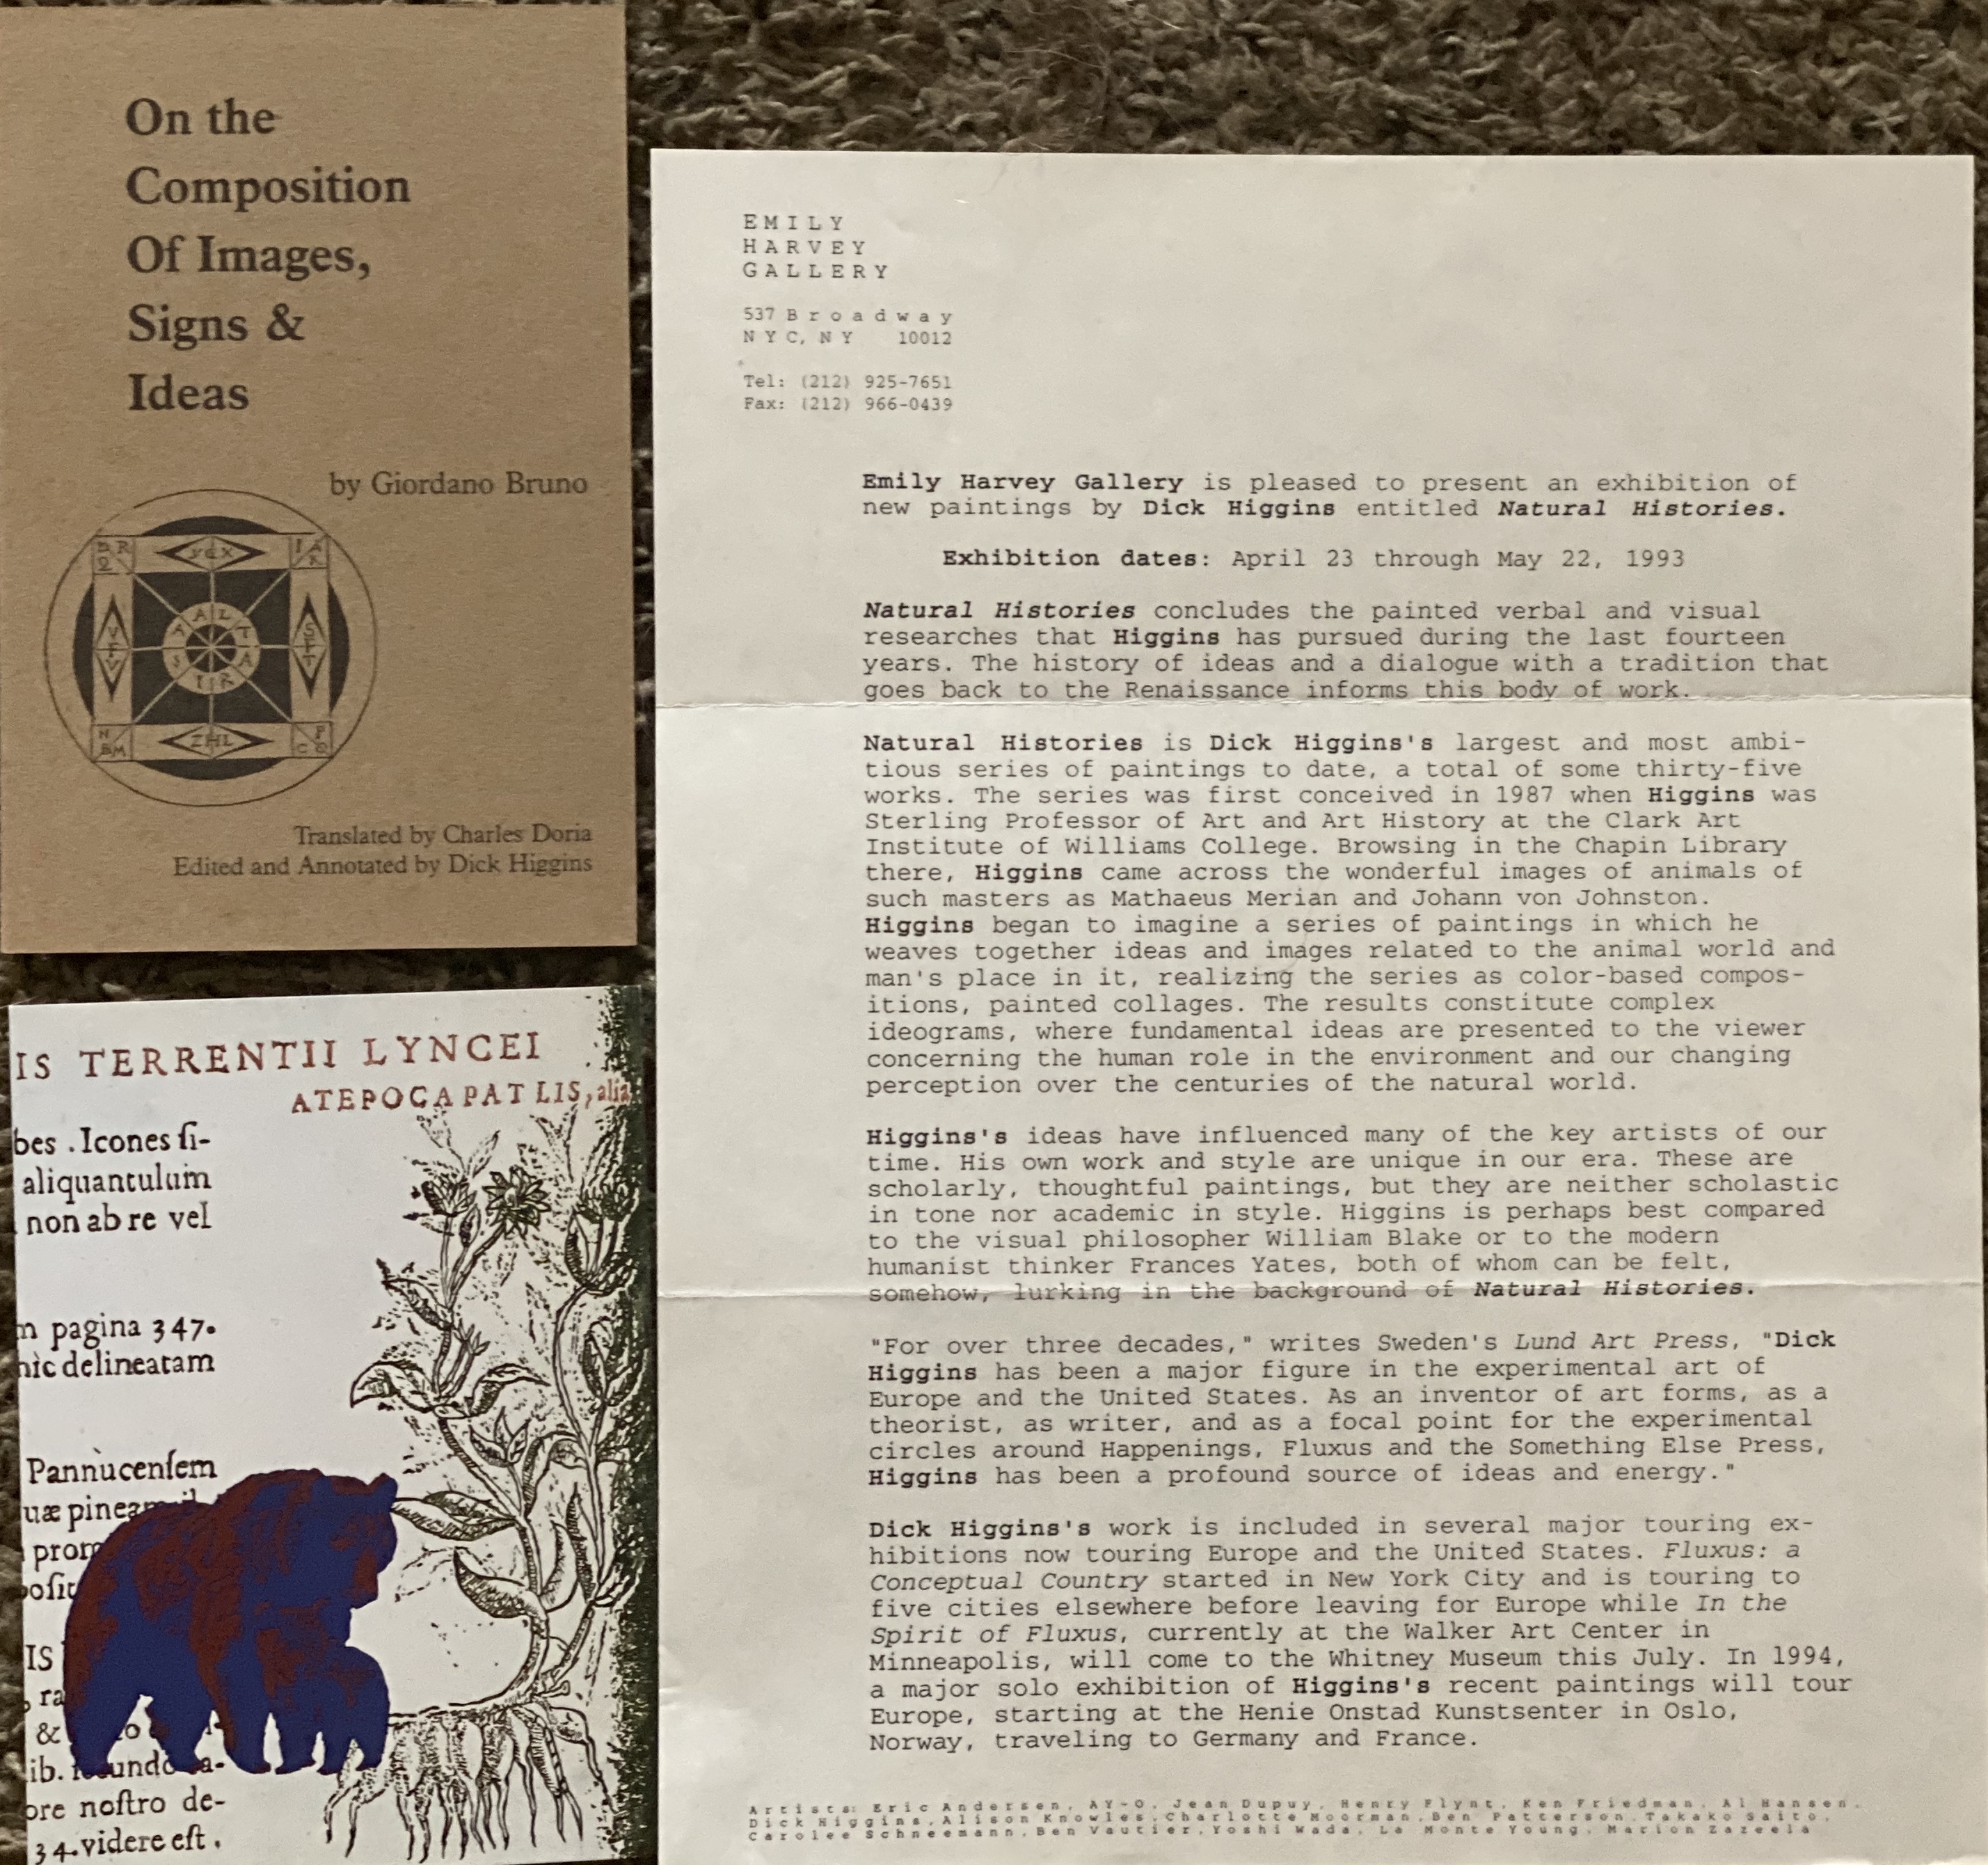 On the
Composition
Of Images,
Signs &
Ideas
by Giordano Bruno
Translated by Charles Doria
Edited and Annotated by Dick Higgins
IS TERRENTII LYNCEI
ATEPOCAPATLIS, alia
bes . Icones ſi-
aliquantulum
non ab re vel
pagina 347.
delineatam
Pannùcenſem
uæ
IS
&
ib.
ore noſtro de-
34. videre eſt .
EMILY
HARVEY
GALLERY
537 Broadway
NYC, NY 10012
Tel: (212) 925-7651
Fax: (212) 966-0439
Emily Harvey Gallery is pleased to present an exhibition of
new paintings by Dick Higgins entitled Natural Histories.
Exhibition dates: April 23 through May 22, 1993
Natural Histories concludes the painted verbal and visual
researches that Higgins has pursued during the last fourteen
years. The history of ideas and a dialogue with a tradition that
goes back to the Renaissance informs this body of work.
Natural Histories is Dick Higgins's largest and most ambi-
tious series of paintings to date, a total of some thirty-five
works. The series was first conceived in 1987 when Higgins was
Sterling Professor of Art and Art History at the Clark Art
Institute of Williams College. Browsing in the Chapin Library
there, Higgins came across the wonderful images of animals of
such masters as Mathaeus Merian and Johann von Johnston.
Higgins began to imagine a series of paintings in which he
weaves together ideas and images related to the animal world and
man's place in it, realizing the series as color-based compos-
itions, painted collages. The results constitute complex
ideograms, where fundamental ideas are presented to the viewer
concerning the human role in the environment and our changing
perception over the centuries of the natural world.
Higgins's ideas have influenced many of the key artists of our
time. His own work and style are unique in our era. These are
scholarly, thoughtful paintings, but they are neither scholastic
in tone nor academic in style. Higgins is perhaps best compared
to the visual philosopher William Blake or to the modern
humanist thinker Frances Yates, both of whom can be felt,
somehow, lurking in the background of Natural Histories.
"For over three decades," writes Sweden's Lund Art Press, "Dick
Higgins has been a major figure in the experimental art of
Europe and the United States. As an inventor of art forms, as a
theorist, as writer, and as a focal point for the experimental
circles around Happenings, Fluxus and the Something Else Press,
Higgins has been a profound source of ideas and energy."
Dick Higgins's work is included in several major touring ex-
hibitions now touring Europe and the United States. Fluxus: a
Conceptual Country started in New York City and is touring to
five cities elsewhere before leaving for Europe while In the
Spirit of Fluxus, currently at the Walker Art Center in
Minneapolis, will come to the Whitney Museum this July. In 1994,
a major solo exhibition of Higgins's recent paintings will tour
Europe, starting at the Henie Onstad Kunstsenter in Oslo,
Norway, traveling to Germany and France.
Artists: Eric Andersen, AY-O, Jean Dupuy, Henry Flynt, Ken Friedman, Al Hansen,
Dick Higgins, Alison Knowles, Charlotte Moorman, Ben Patterson, Takako Saito,
Carolee Schneemann, Ben Vautier, Yoshi Wada, La Monte Young, Marion Zazeela